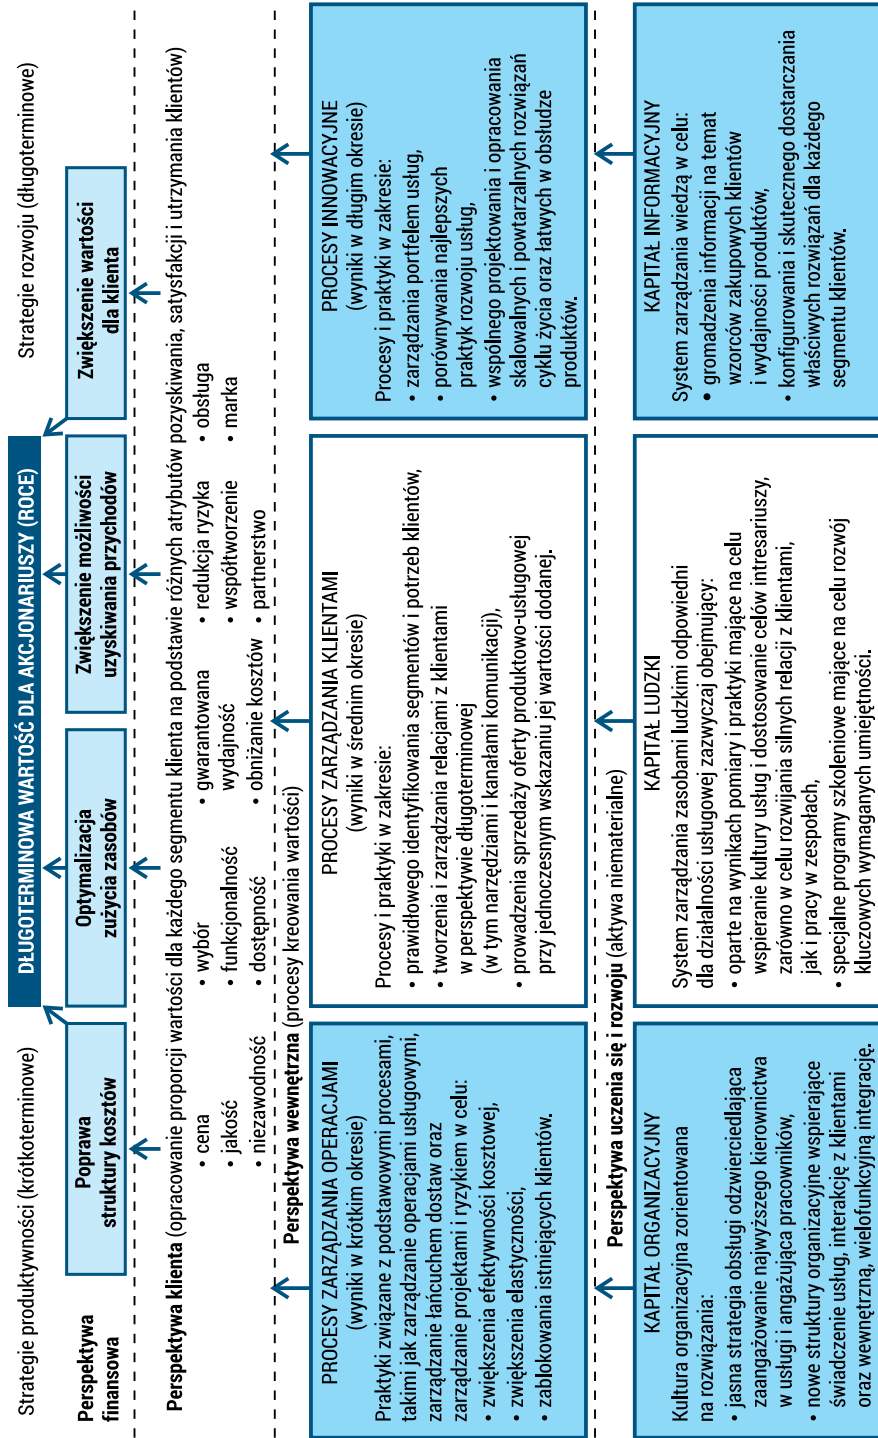 Strategie produktywności (krótkoterminowe)
DŁUGOTERMINOWA WARTOŚĆ DLA AKCJONARIUSZY (ROCE)
Strategie rozwoju (długoterminowe)
Perspektywa
finansowa
Poprawa
struktury kosztów
Optymalizacja
zużycia zasobów
Zwiększenie możliwości
uzyskiwania przychodów
Zwiększenie wartości
dla klienta
Perspektywa klienta (opracowanie proporcji wartości dla każdego segmentu klienta na podstawie różnych atrybutów pozyskiwania, satysfakcji i utrzymania klientów)
• cena
• jakość
• niezawodność
• wybór
• funkcjonalność
• dostępność
• gwarantowana
wydajność
• obniżanie kosztów
• redukcja ryzyka
• współtworzenie
• partnerstwo
• obsługa
• marka
Perspektywa wewnętrzna (procesy kreowania wartości)
PROCESY ZARZĄDZANIA OPERACJAMI
(wyniki w krótkim okresie)
Praktyki związane z podstawowymi procesami,
takimi jak zarządzanie operacjami usługowymi,
zarządzanie łańcuchem dostaw oraz
zarządzanie projektami i ryzykiem w celu:
• zwiększenia efektywności kosztowej,
• zwiększenia elastyczności,
• zablokowania istniejących klientów.
PROCESY ZARZĄDZANIA KLIENTAMI
(wyniki w średnim okresie)
Procesy i praktyki w zakresie:
• prawidłowego identyfikowania segmentów i potrzeb klientów,
• tworzenia i zarządzania relacjami z klientami
w perspektywie długoterminowej
(w tym narzędziami i kanałami komunikacji),
• prowadzenia sprzedaży oferty produktowo-usługowej
przy jednoczesnym wskazaniu jej wartości dodanej.
PROCESY INNOWACYJNE
(wyniki w długim okresie)
Procesy i praktyki w zakresie:
• zarządzania portfelem usług,
• porównywania najlepszych
praktyk rozwoju usług,
• wspólnego projektowania i opracowania
skalowalnych i powtarzalnych rozwiązań
cyklu życia oraz łatwych w obsłudze
produktów.
Perspektywa uczenia się i rozwoju (aktywa niematerialne)
KAPITAŁ ORGANIZACYJNY
Kultura organizacyjna zorientowana
na rozwiązania:
• jasna strategia obsługi odzwierciedlająca
zaangażowanie najwyższego kierownictwa
w usługi i angażująca pracowników,
• nowe struktury organizacyjne wspierające
świadczenie usług, interakcję z klientami
oraz wewnętrzną, wielofunkcyjną integrację.
KAPITAŁ LUDZKI
System zarządzania zasobami ludzkimi odpowiedni
dla działalności usługowej zazwyczaj obejmujący:
• oparte na wynikach pomiary i praktyki mające na celu
wspieranie kultury usług i dostosowanie celów intresariuszy,
zarówno w celu rozwijania silnych relacji z klientami,
jak i pracy w zespołach,
• specjalne programy szkoleniowe mające na celu rozwój
kluczowych wymaganych umiejętności.
KAPITAŁ INFORMACYJNY
System zarządzania wiedzą w celu:
• gromadzenia informacji na temat
wzorców zakupowych klientów
i wydajności produktów,
• konfigurowania i skutecznego dostarczania
właściwych rozwiązań dla każdego
segmentu klientów.